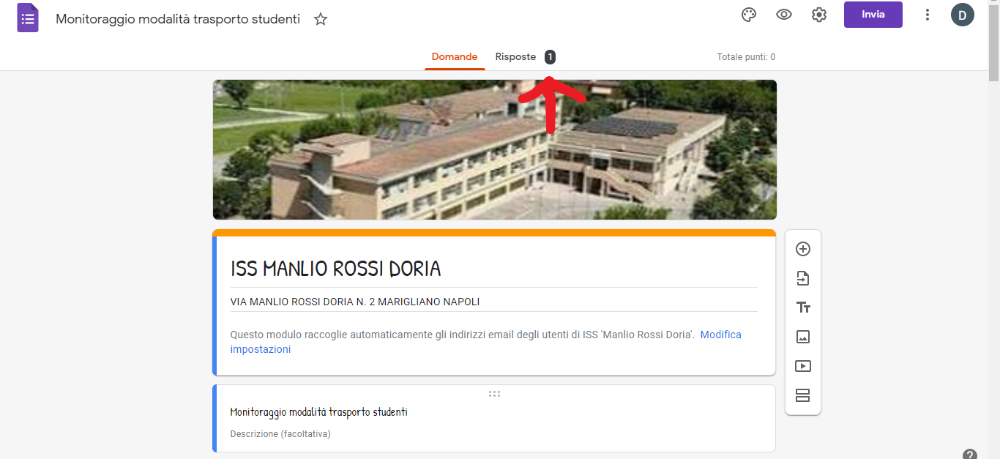 Monitoraggio modalità trasporto studenti
Invia
D
Domande
Risposte 1
Totale punti: 0
ISS MANLIO ROSSI DORIA
VIA MANLIO ROSSI DORIA N. 2 MARIGLIANO NAPOLI
Questo modulo raccoglie automaticamente gli indirizzi email degli utenti di ISS 'Manlio Rossi Doria'. Modifica
impostazioni
Tт
Monitoraggio modalità trasporto studenti
Descrizione (facoltativa)
?